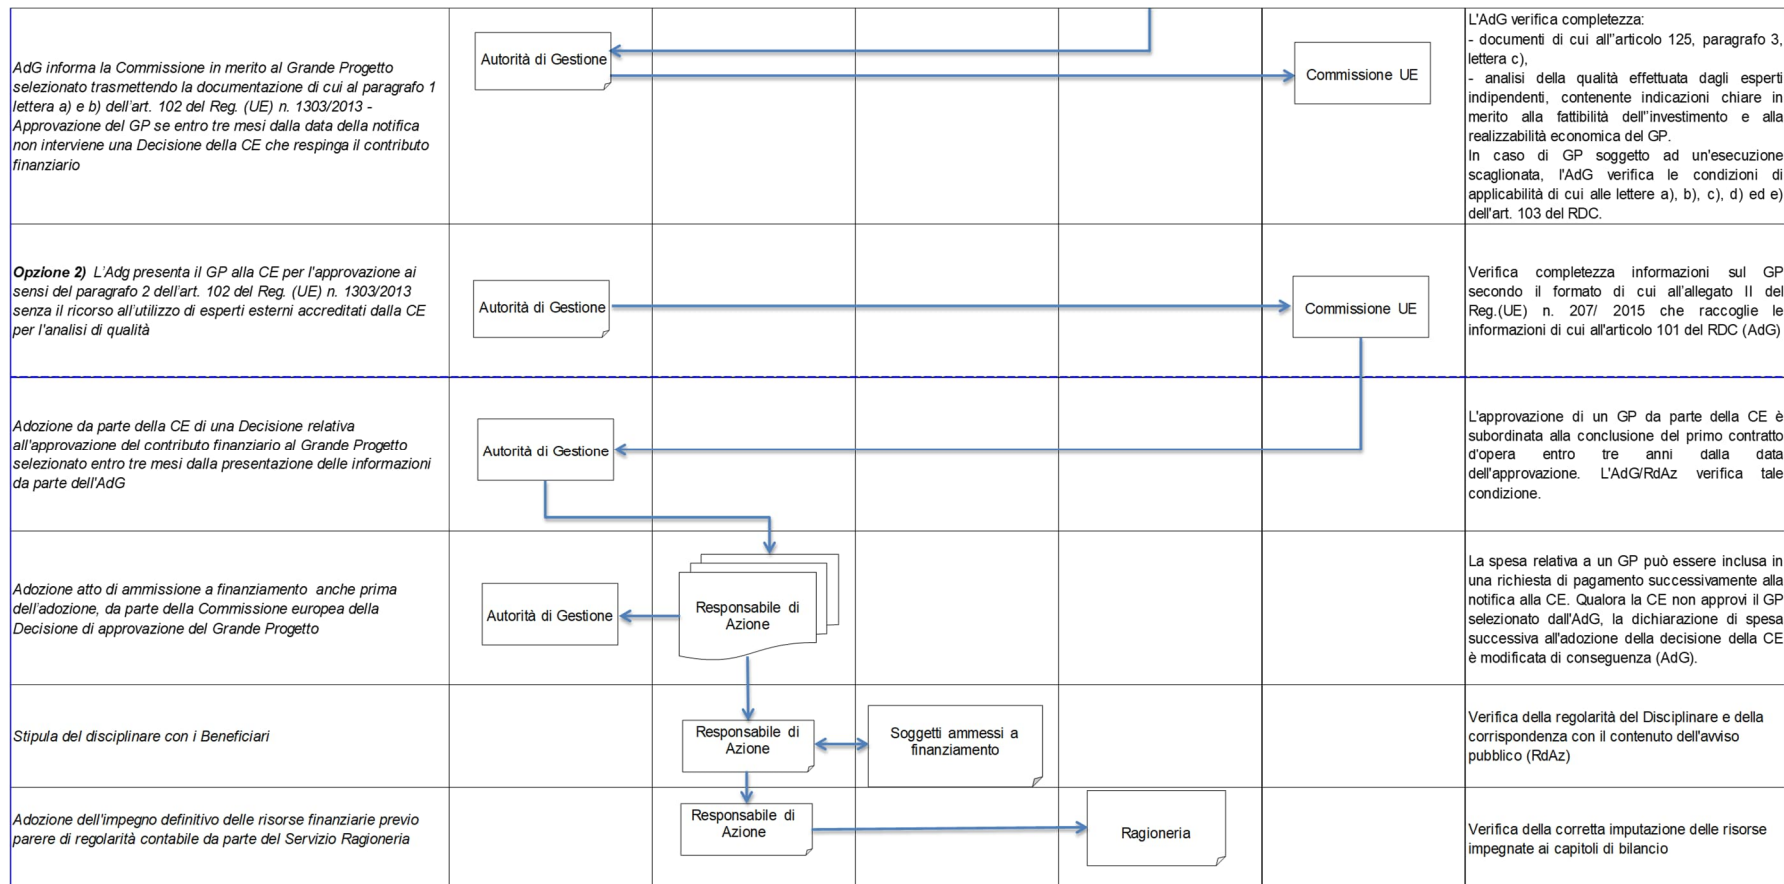 AdG informa la Commissione in merito al Grande Progetto
selezionato trasmettendo la documentazione di cui al paragrafo 1
lettera a) e b) dell'art. 102 del Reg. (UE) n. 1303/2013 -
Approvazione del GP se entro tre mesi dalla data della notifica
non interviene una Decisione della CE che respinga il contributo
finanziario
Autorità di Gestione
Commissione UE
L'AdG verifica completezza:
- documenti di cui all''articolo 125, paragrafo 3,
lettera c),
- analisi della qualità effettuata dagli esperti
indipendenti, contenente indicazioni chiare in
merito alla fattibilità dell''investimento e alla
realizzabilità economica del GP.
In caso di GP soggetto ad un'esecuzione
scaglionata, l'AdG verifica le condizioni di
applicabilità di cui alle lettere a), b), c), d) ed e)
dell'art. 103 del RDC.
Opzione 2) L'Adg presenta il GP alla CE per l'approvazione ai
sensi del paragrafo 2 dell'art. 102 del Reg. (UE) n. 1303/2013
senza il ricorso all'utilizzo di esperti esterni accreditati dalla CE
per l'analisi di qualità
Autorità di Gestione
Commissione UE
Verifica completezza informazioni sul GP
secondo il formato di cui all'allegato II del
Reg.(UE) n. 207/ 2015 che raccoglie le
informazioni di cui all'articolo 101 del RDC (AdG)
Adozione da parte della CE di una Decisione relativa
all'approvazione del contributo finanziario al Grande Progetto
selezionato entro tre mesi dalla presentazione delle informazioni
da parte dell'AdG
Autorità di Gestione
L'approvazione di un GP da parte della CE è
subordinata alla conclusione del primo contratto
d'opera entro tre anni dalla data
dell'approvazione. L'AdG/RdAz verifica tale
condizione.
Adozione atto di ammissione a finanziamento anche prima
dell'adozione, da parte della Commissione europea della
Decisione di approvazione del Grande Progetto
Autorità di Gestione
Responsabile di
Azione
La spesa relativa a un GP può essere inclusa in
una richiesta di pagamento successivamente alla
notifica alla CE. Qualora la CE non approvi il GP
selezionato dall'AdG, la dichiarazione di spesa
successiva all'adozione della decisione della CE
è modificata di conseguenza (AdG).
Stipula del disciplinare con i Beneficiari
Responsabile di
Azione
Soggetti ammessi a
finanziamento
Verifica della regolarità del Disciplinare e della
corrispondenza con il contenuto dell'avviso
pubblico (RdAz)
Adozione dell'impegno definitivo delle risorse finanziarie previo
parere di regolarità contabile da parte del Servizio Ragioneria
Responsabile di
Azione
Ragioneria
Verifica della corretta imputazione delle risorse
impegnate ai capitoli di bilancio